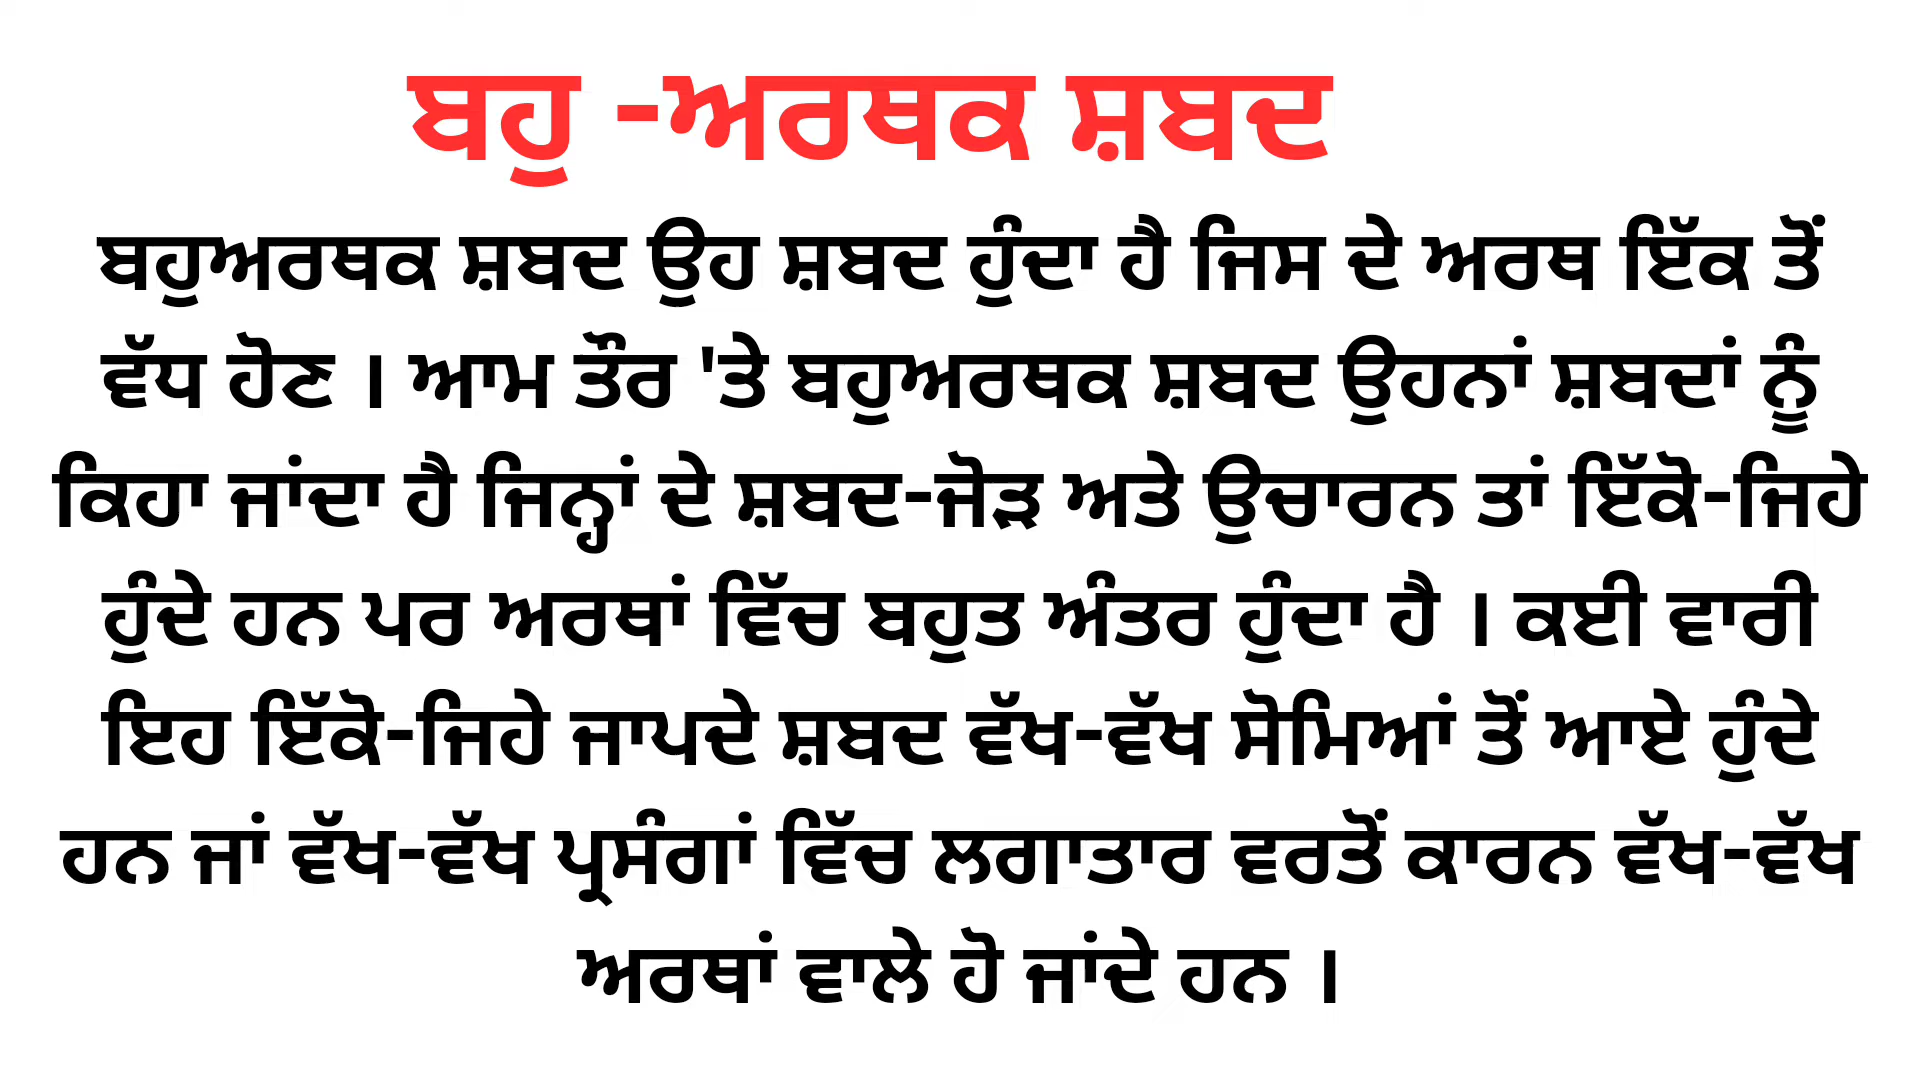 ਬਹੁ -ਅਰਥਕ ਸ਼ਬਦ
ਬਹੁਅਰਥਕ ਸ਼ਬਦ ਉਹ ਸ਼ਬਦ ਹੁੰਦਾ ਹੈ ਜਿਸ ਦੇ ਅਰਥ ਇੱਕ ਤੋਂ
ਵੱਧ ਹੋਣ । ਆਮ ਤੌਰ 'ਤੇ ਬਹੁਅਰਥਕ ਸ਼ਬਦ ਉਹਨਾਂ ਸ਼ਬਦਾਂ ਨੂੰ
ਕਿਹਾ ਜਾਂਦਾ ਹੈ ਜਿਨ੍ਹਾਂ ਦੇ ਸ਼ਬਦ-ਜੋੜ ਅਤੇ ਉਚਾਰਨ ਤਾਂ ਇੱਕੋ-ਜਿਹੇ
ਹੁੰਦੇ ਹਨ ਪਰ ਅਰਥਾਂ ਵਿੱਚ ਬਹੁਤ ਅੰਤਰ ਹੁੰਦਾ ਹੈ । ਕਈ ਵਾਰੀ
ਇਹ ਇੱਕੋ-ਜਿਹੇ ਜਾਪਦੇ ਸ਼ਬਦ ਵੱਖ-ਵੱਖ ਸੋਮਿਆਂ ਤੋਂ ਆਏ ਹੁੰਦੇ
ਹਨ ਜਾਂ ਵੱਖ-ਵੱਖ ਪ੍ਰਸੰਗਾਂ ਵਿੱਚ ਲਗਾਤਾਰ ਵਰਤੋਂ ਕਾਰਨ ਵੱਖ-ਵੱਖ
ਅਰਥਾਂ ਵਾਲੇ ਹੋ ਜਾਂਦੇ ਹਨ ।